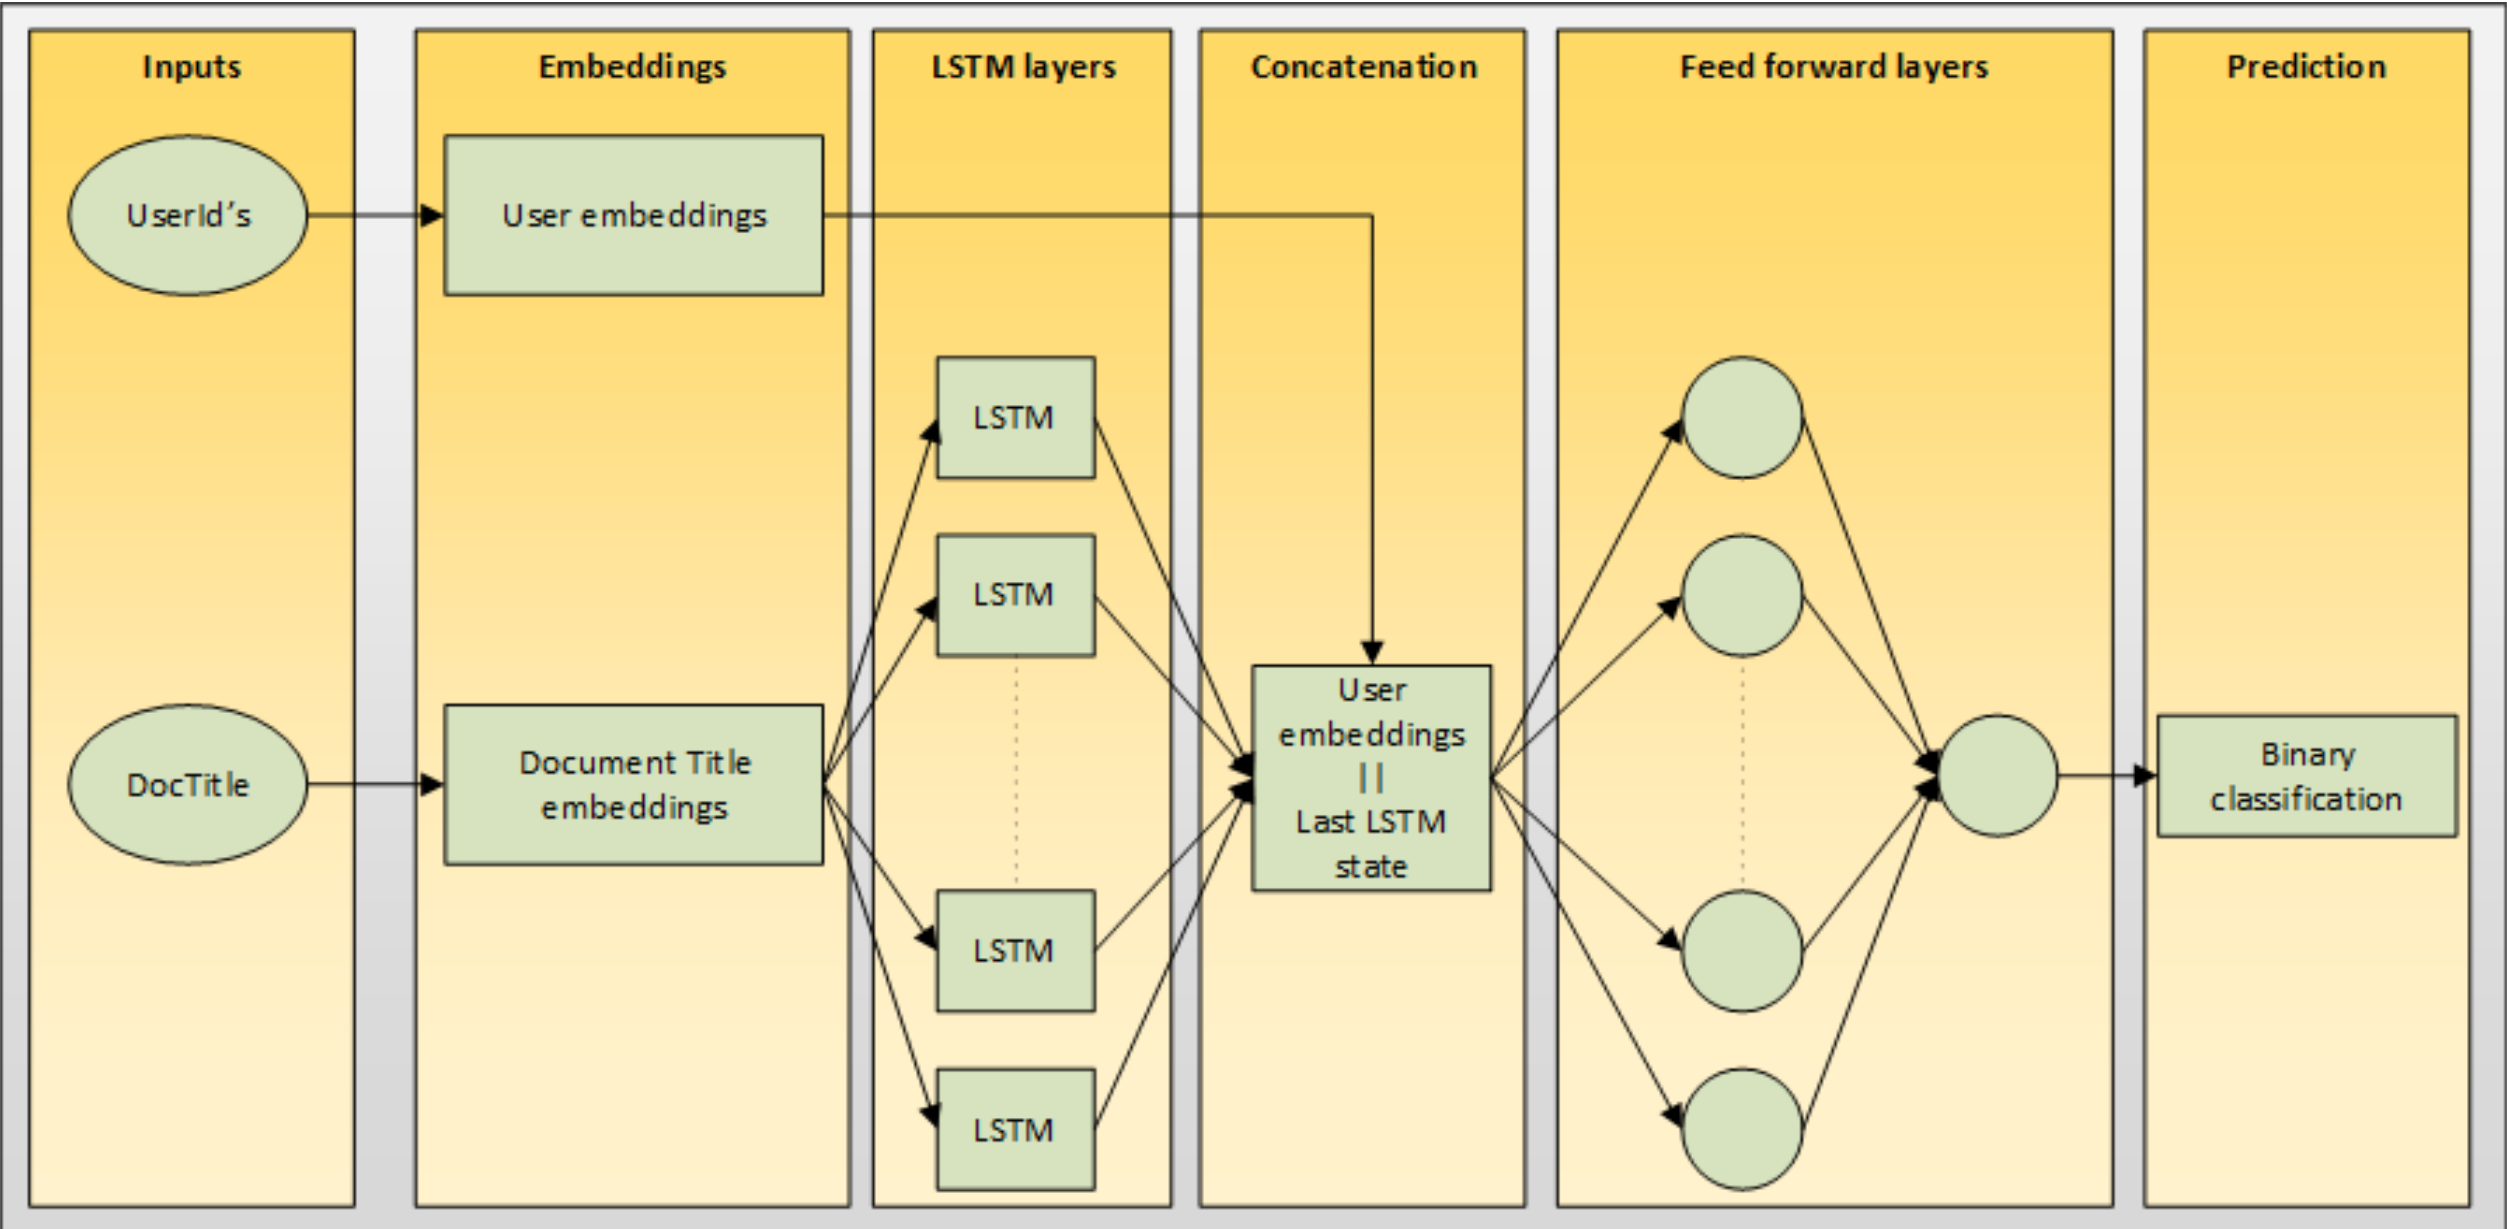 Inputs
Embeddings
LSTM layers
Concatenation
Feed forward layers
Prediction
UserId’s
User embeddings
LSTM
LSTM
DocTitle
Document Title
embeddings
User
embeddings
||
Last LSTM
state
Binary
classification
LSTM
LSTM